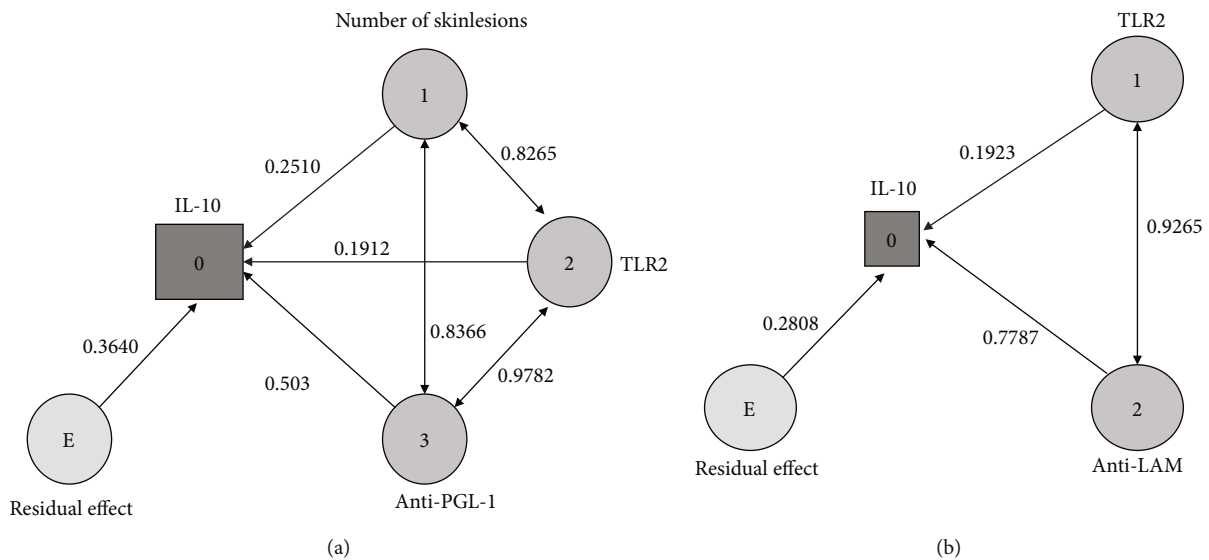 Number of skinlesions
1
0.2510
0.8265
IL-10
0
0.1912
2
TLR2
0.3640
0.8366
0.9782
0.503
E
3
Residual effect
Anti-PGL-1
(a)
TLR2
1
0.1923
IL-10
0
0.9265
0.2808
0.7787
E
2
Residual effect
Anti-LAM
(b)